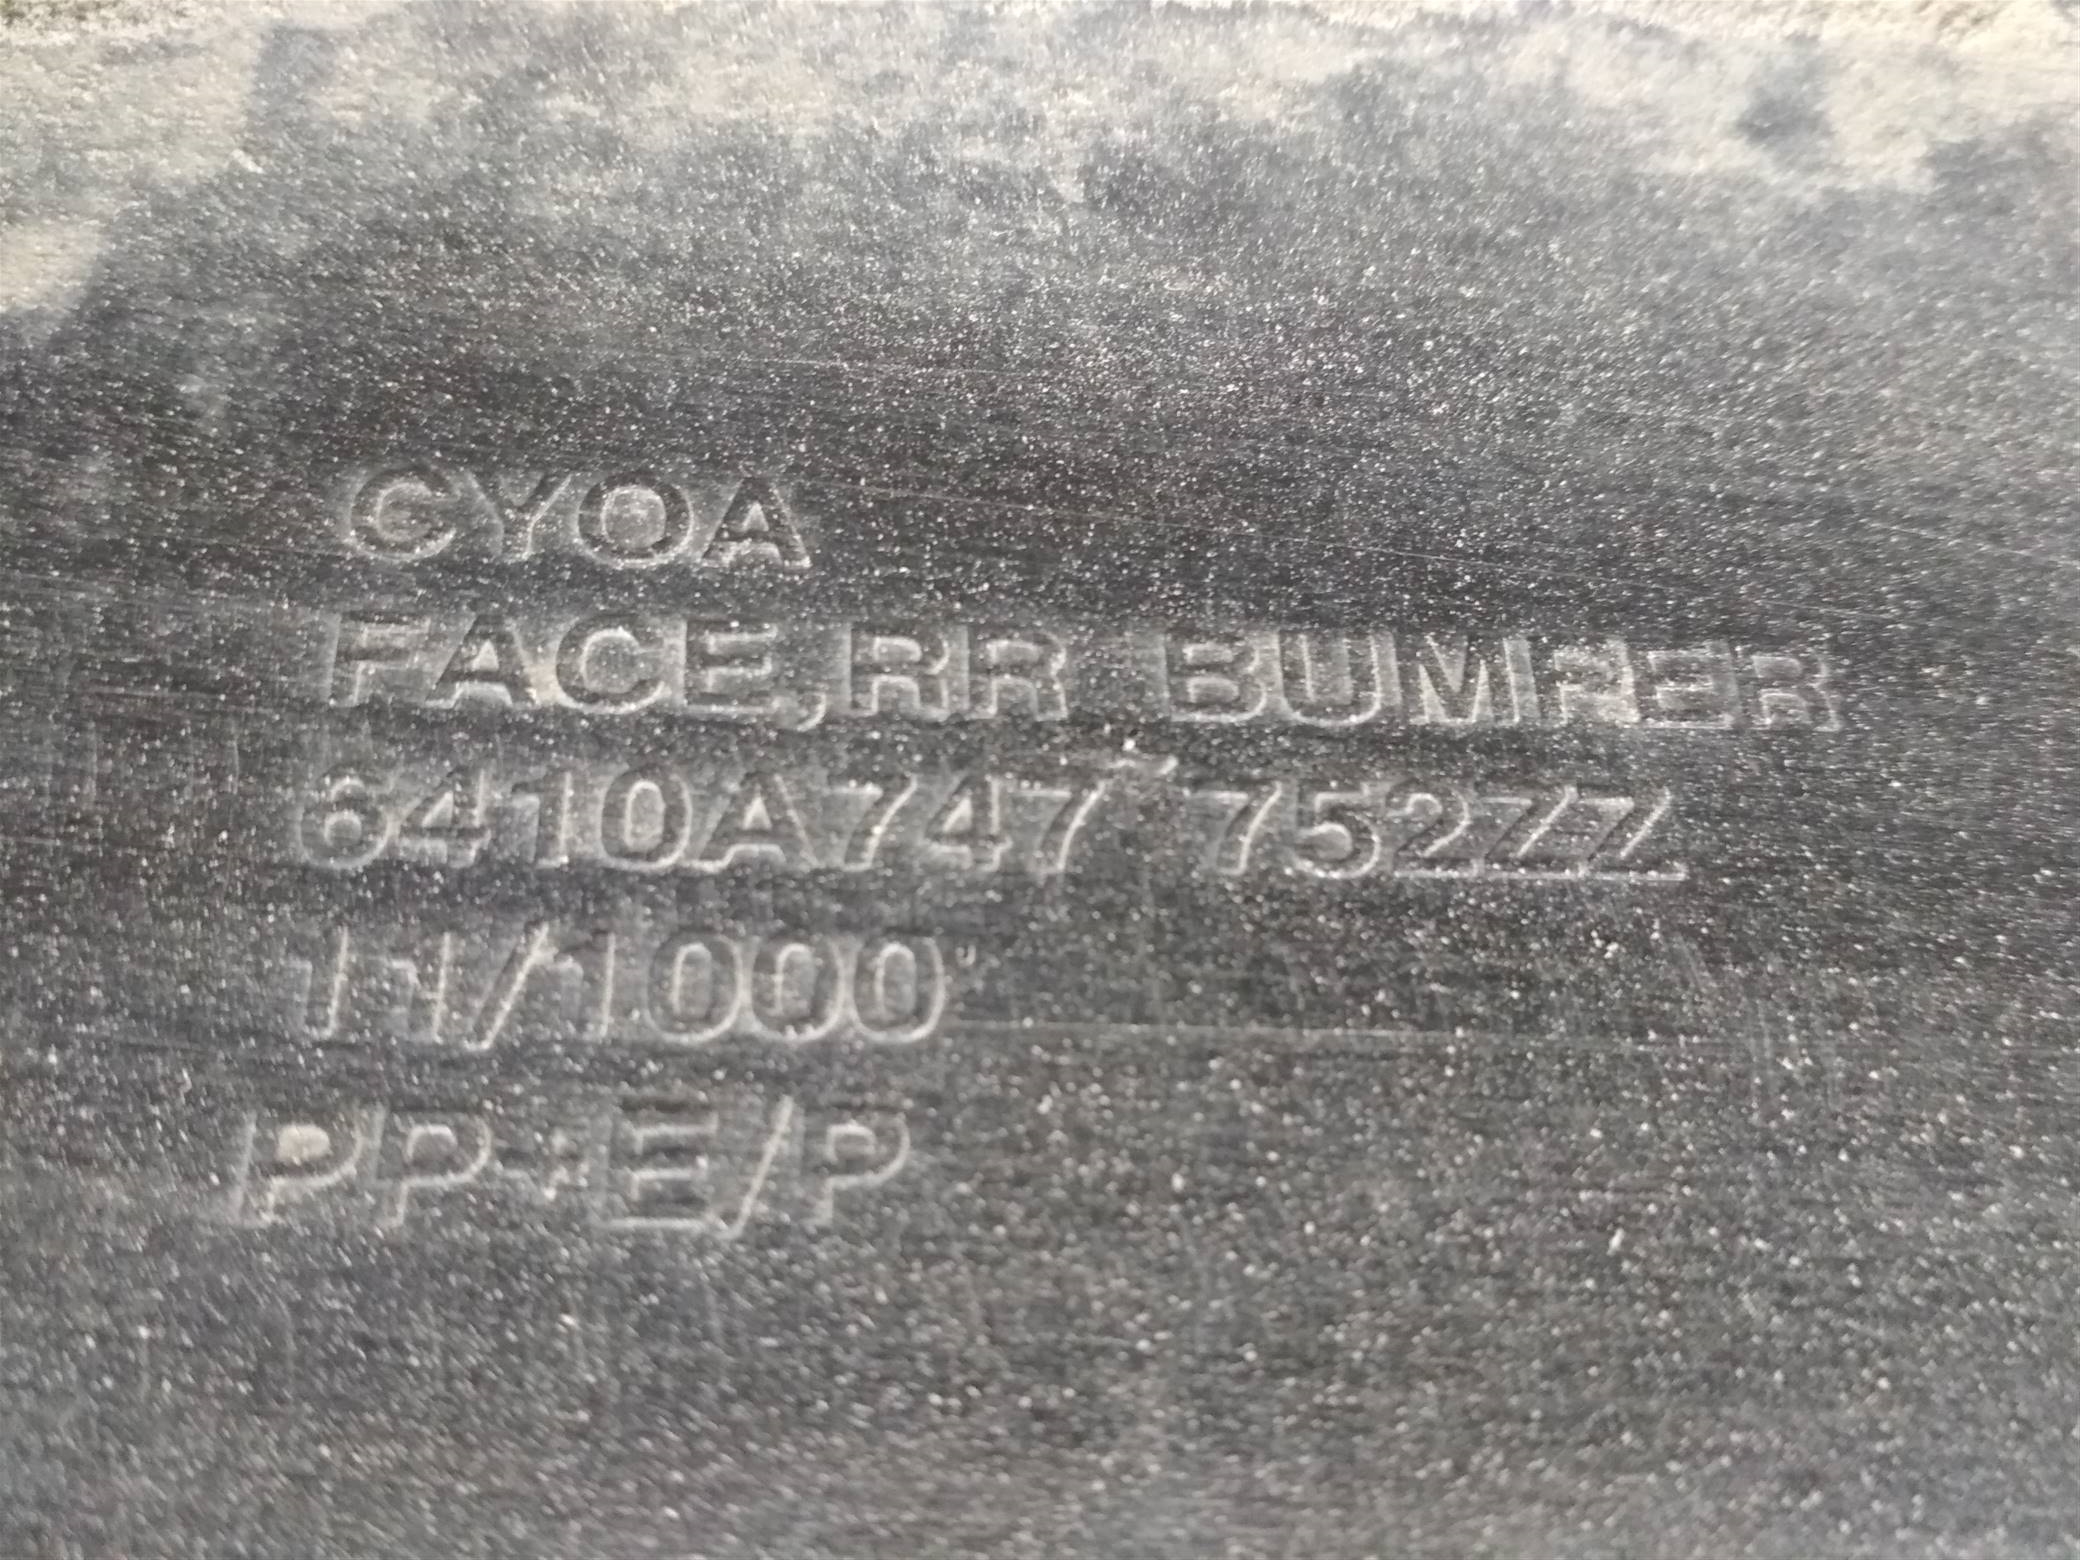 CYOA
FACE,RR BUMPER
6410A747 752ZZ
11/1000
PP+E/P